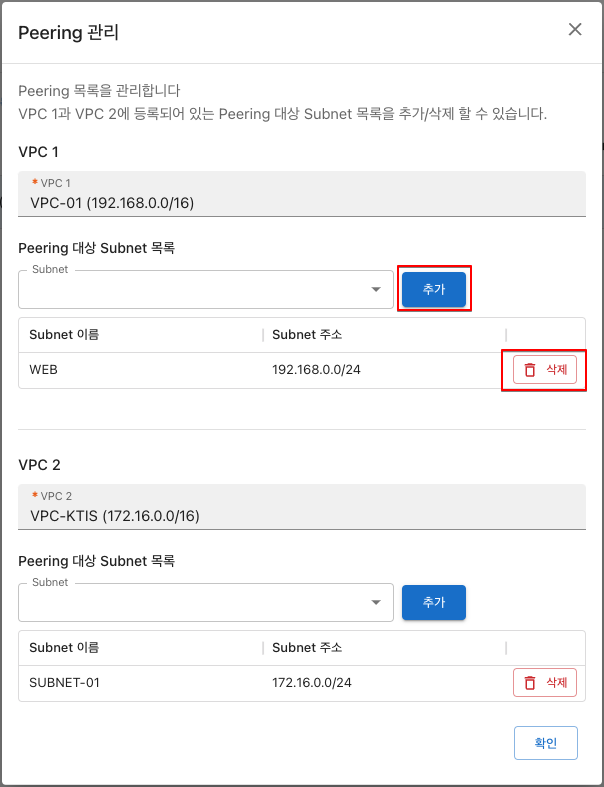 Peering 관리
Peering 목록을 관리합니다
VPC 1과 VPC 2에 등록되어 있는 Peering 대상 Subnet 목록을 추가/삭제 할 수 있습니다.
VPC 1
* VPC 1
VPC-01 (192.168.0.0/16)
Peering 대상 Subnet 목록
Subnet
추가
Subnet 이름 Subnet 주소
WEB 192.168.0.0/24 삭제
VPC 2
* VPC 2
VPC-KTIS (172.16.0.0/16)
Peering 대상 Subnet 목록
Subnet
추가
Subnet 이름 Subnet 주소
SUBNET-01 172.16.0.0/24 삭제
확인